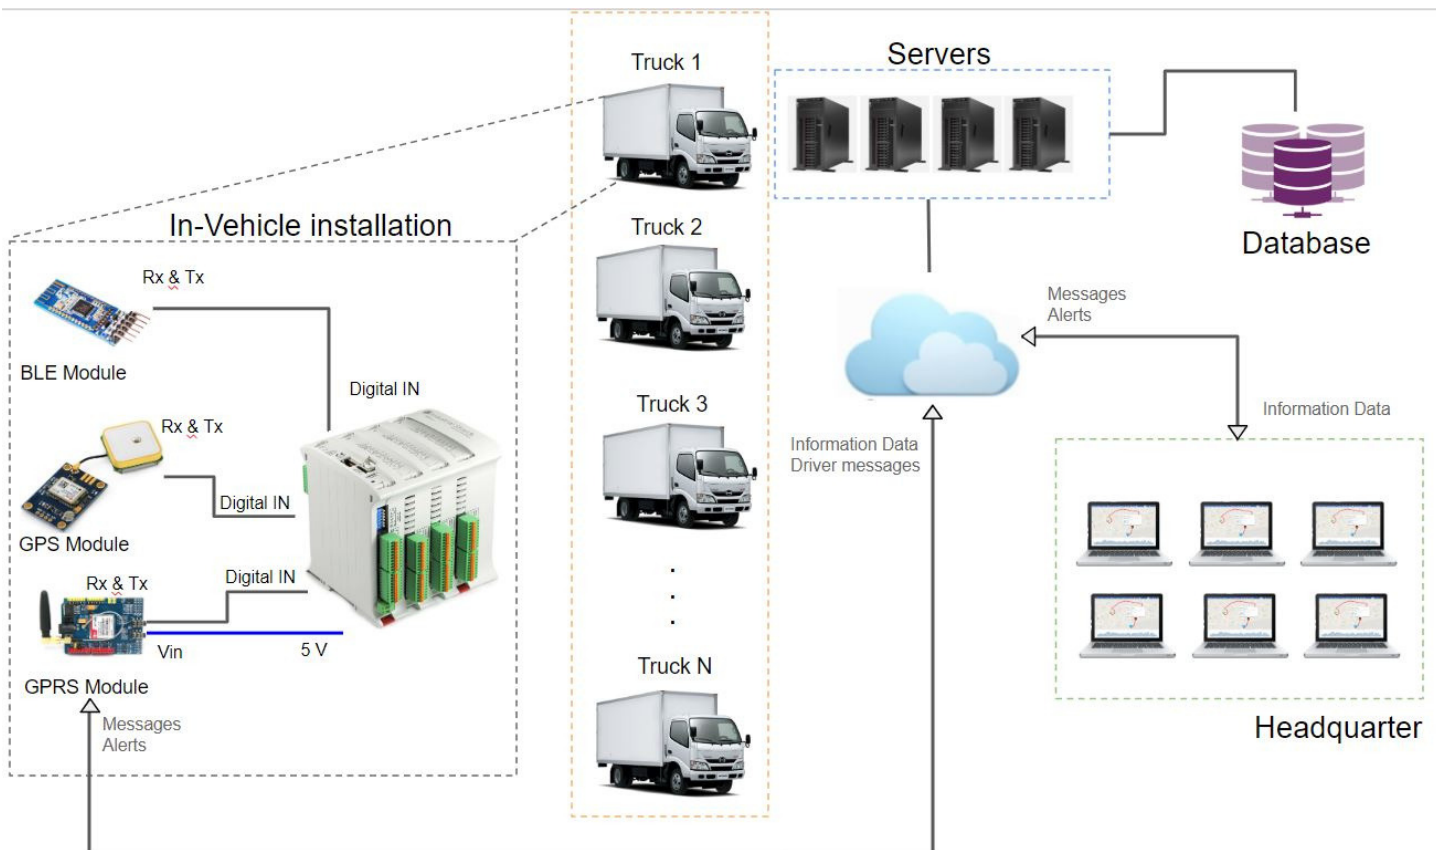 Truck 1
Servers
In-Vehicle installation
Truck 2
Database
Rx & Tx
Messages
Alerts
BLE Module
Digital IN
Truck 3
Information Data
Rx & Tx
Information Data
Driver messages
Digital IN
GPS Module
Digital IN
Rx & Tx
.
.
.
Vin
5 V
Truck N
GPRS Module
Messages
Alerts
Headquarter